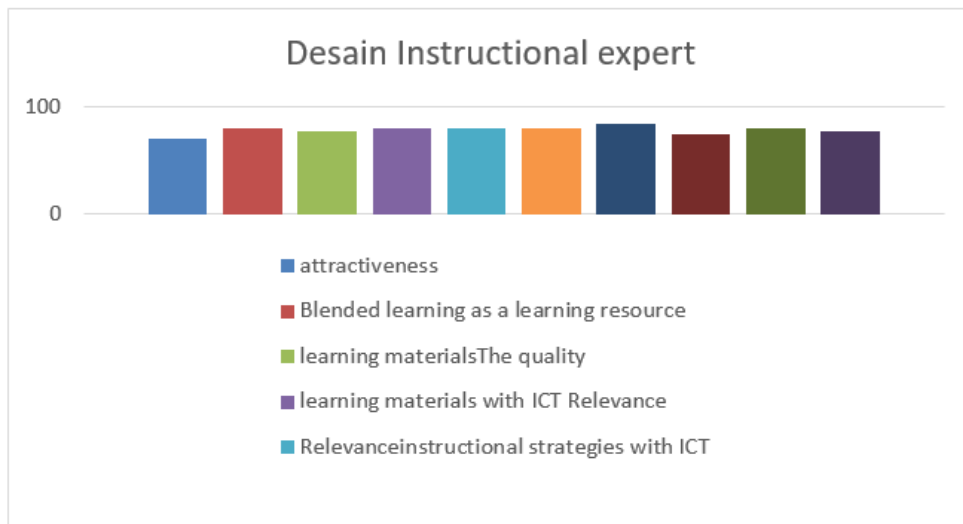 Desain Instructional expert
100
0
attractiveness
Blended learning as a learning resource
learning materialsThe quality
learning materials with ICT Relevance
Relevanceinstructional strategies with ICT